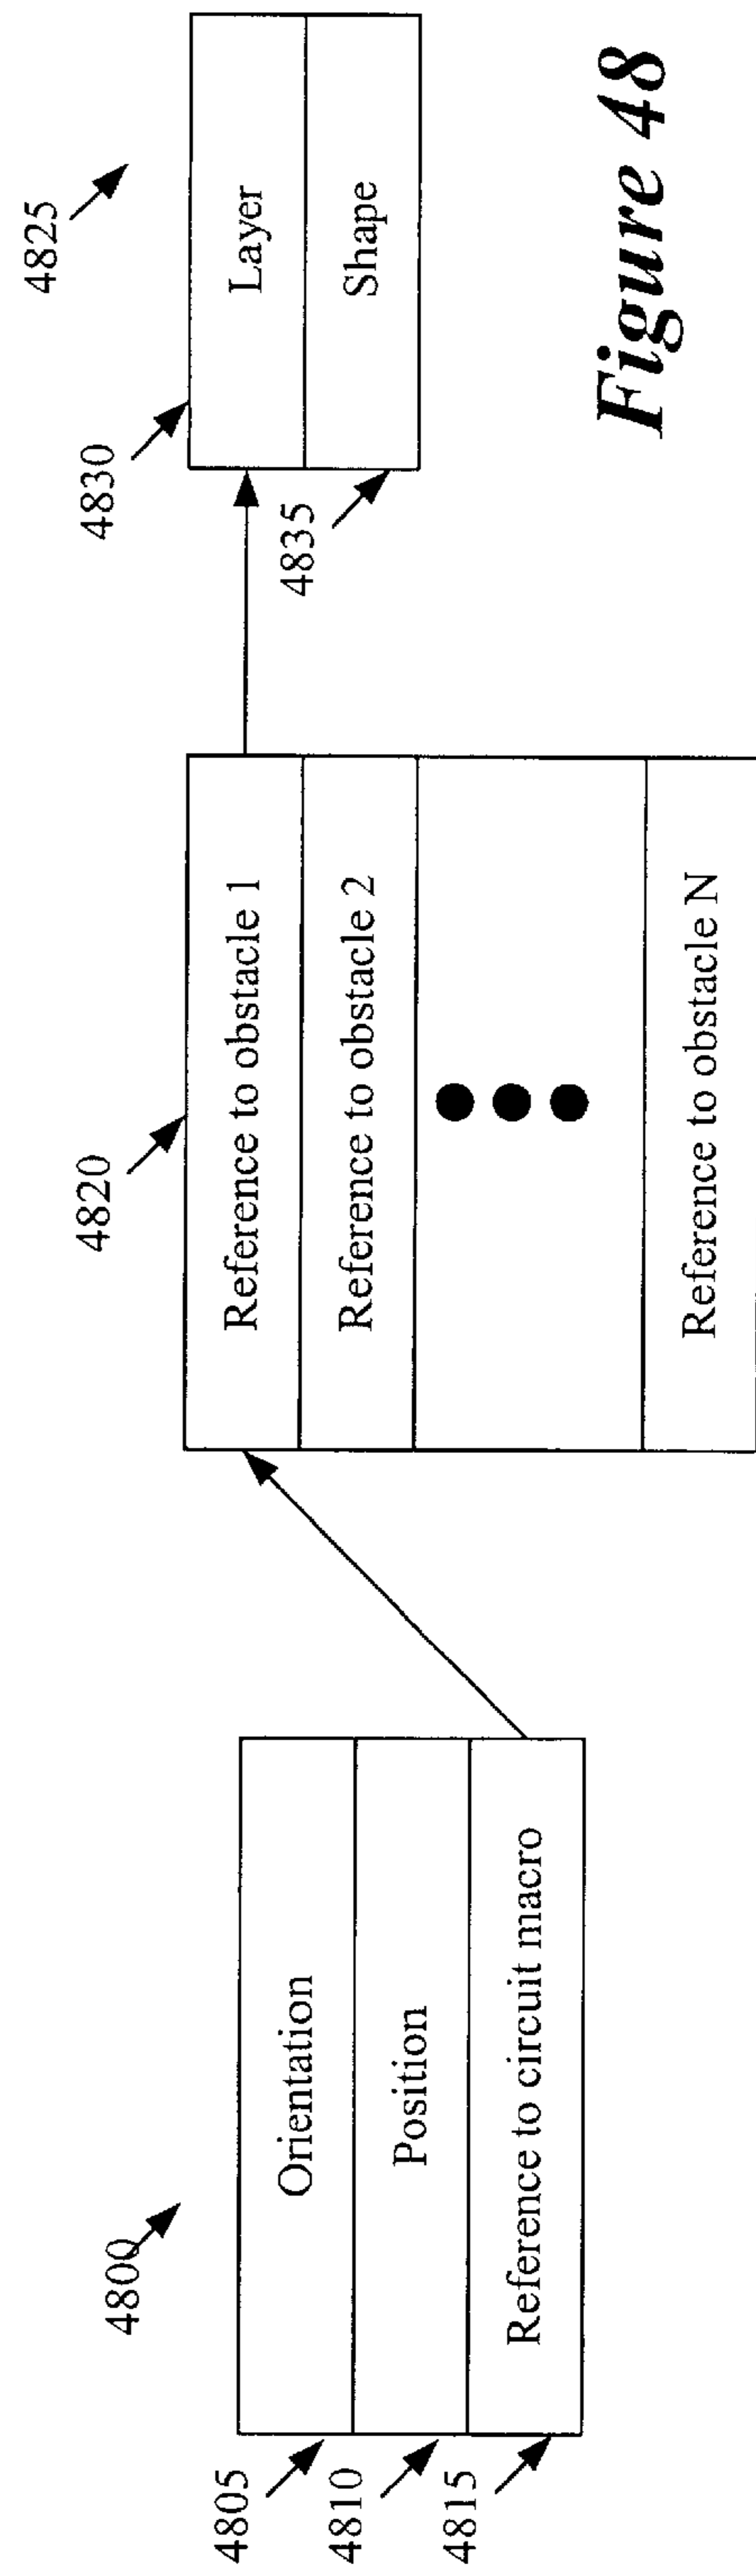 4800
4805
Orientation
4810
Position
4815
Reference to circuit macro
4820
Reference to obstacle 1
Reference to obstacle 2
Reference to obstacle N
4825
4830
Layer
4835
Shape
Figure 48